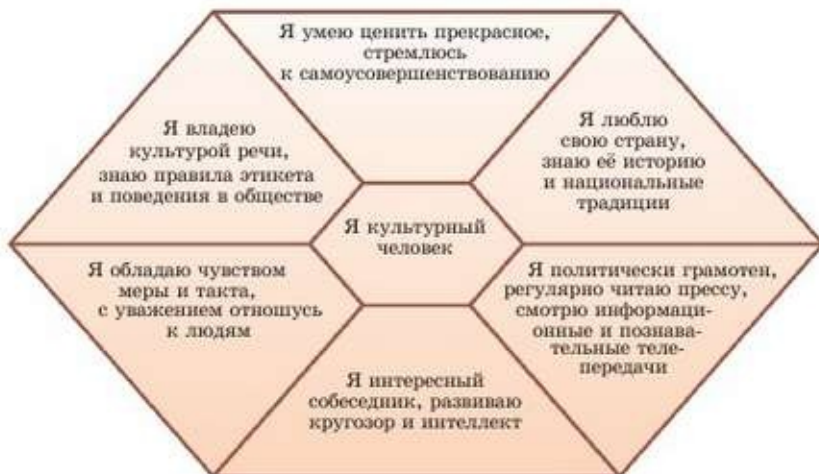 Я умею ценить прекрасное,
стремлюсь
к самоусовершенствованию
Я владею
культурой речи,
знаю правила этикета
и поведения в обществе
Я люблю
свою страну,
знаю её историю
и национальные
традиции
Я культурный
человек
Я обладаю чувством
меры и такта,
с уважением отношусь
к людям
Я политически грамотен,
регулярно читаю прессу,
смотрю информаци-
онные и познава-
тельные теле-
передачи
Я интересный
собеседник, развиваю
кругозор и интеллект